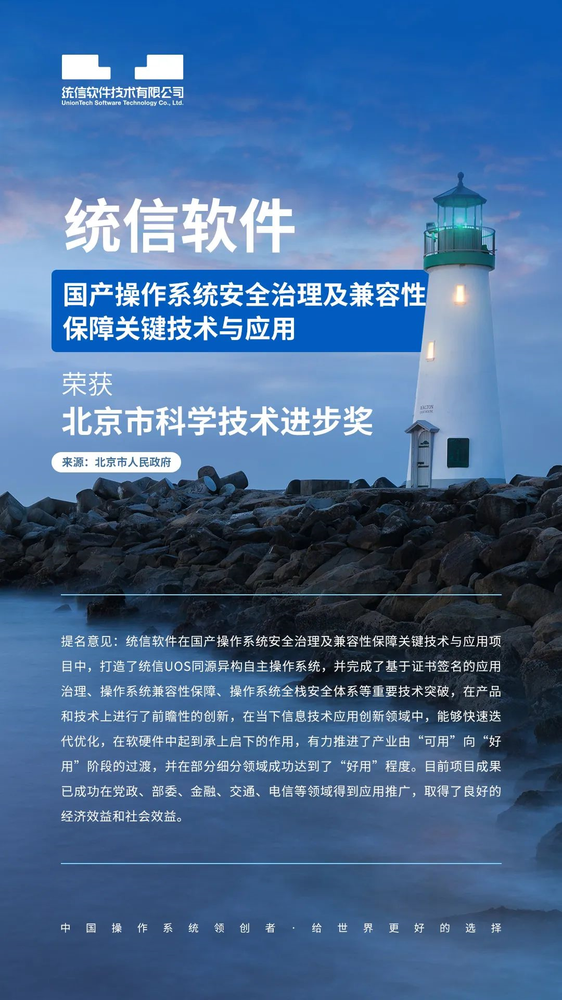 统信软件技术有限公司
UnionTech Software Technology Co., Ltd.
统信软件
国产操作系统安全治理及兼容性
保障关键技术与应用
荣获
北京市科学技术进步奖
来源：北京市人民政府
WALTON
LIGHTHOUSE
提名意见：统信软件在国产操作系统安全治理及兼容性保障关键技术与应用项
目中，打造了统信UOS同源异构自主操作系统，并完成了基于证书签名的应用
治理、操作系统兼容性保障、操作系统全栈安全体系等重要技术突破，在产品
和技术上进行了前瞻性的创新，在当下信息技术应用创新领域中，能够快速迭
代优化，在软硬件中起到承上启下的作用，有力推进了产业由“可用”向“好
用”阶段的过渡，并在部分细分领域成功达到了“好用”程度。目前项目成果
已成功在党政、部委、金融、交通、电信等领域得到应用推广，取得了良好的
经济效益和社会效益。
中国操作系统领创者·给世界更好的选择